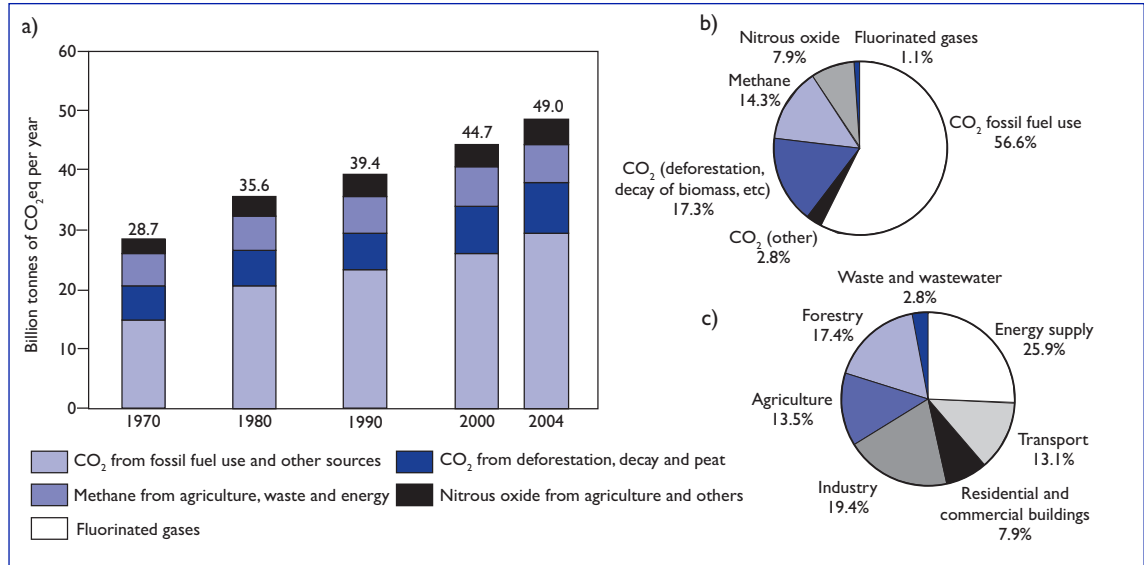 a)
Billion tonnes of CO₂eq per year
60
50
40
30
20
10
0
28.7
35.6
39.4
44.7
49.0
1970
1980
1990
2000
2004
CO₂ from fossil fuel use and other sources
CO₂ from deforestation, decay and peat
Methane from agriculture, waste and energy
Nitrous oxide from agriculture and others
Fluorinated gases
b)
Nitrous oxide
7.9%
Fluorinated gases
1.1%
Methane
14.3%
CO₂ fossil fuel use
56.6%
CO₂ (deforestation,
decay of biomass, etc)
17.3%
CO₂ (other)
2.8%
c)
Waste and wastewater
2.8%
Forestry
17.4%
Energy supply
25.9%
Agriculture
13.5%
Transport
13.1%
Industry
19.4%
Residential and
commercial buildings
7.9%